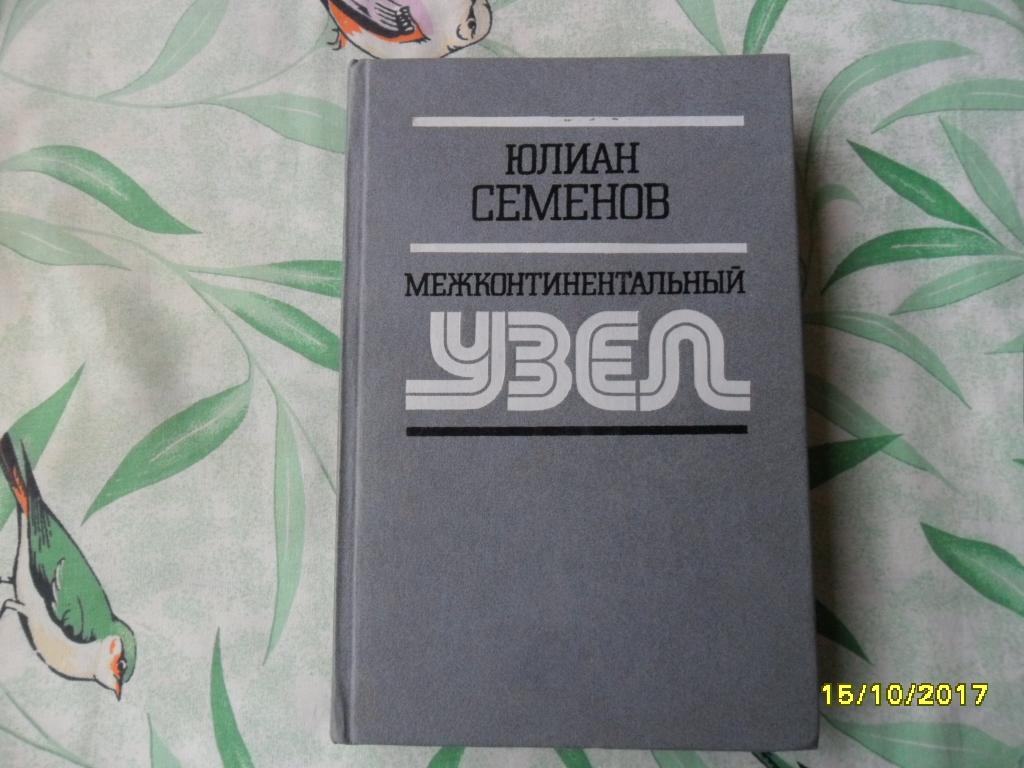 ЮЛИАН
СЕМЕНОВ
МЕЖКОНТИНЕНТАЛЬНЫЙ
УЗЕЛ
15/10/2017